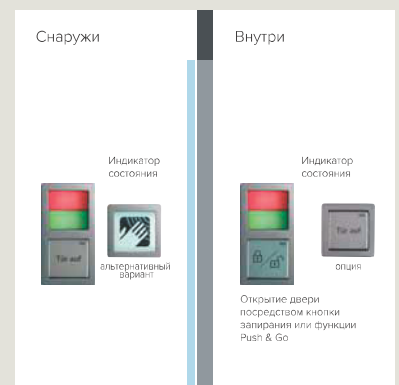 Снаружи
Индикатор
состояния
Tür auf
альтернативный
вариант
Внутри
Индикатор
состояния
Tür auf
опция
Открытие двери
посредством кнопки
запирания или функции
Push & Go